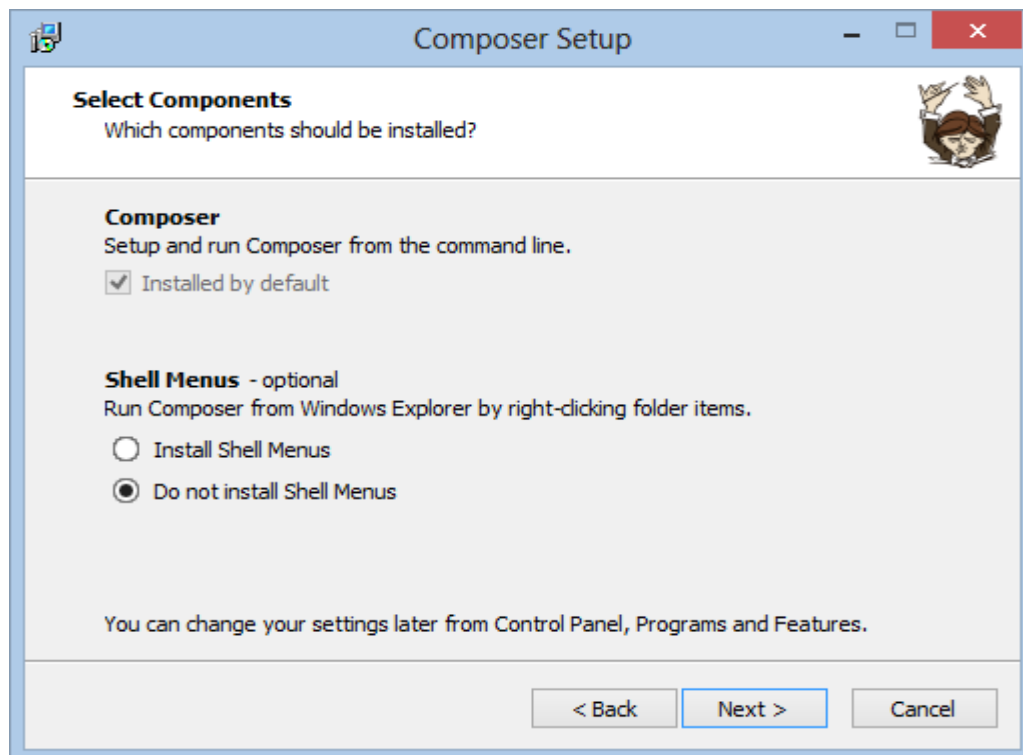 Composer Setup
Select Components
Which components should be installed?
Composer
Setup and run Composer from the command line.
Installed by default
Shell Menus - optional
Run Composer from Windows Explorer by right-clicking folder items.
Install Shell Menus
Do not install Shell Menus
You can change your settings later from Control Panel, Programs and Features.
< Back Next > Cancel